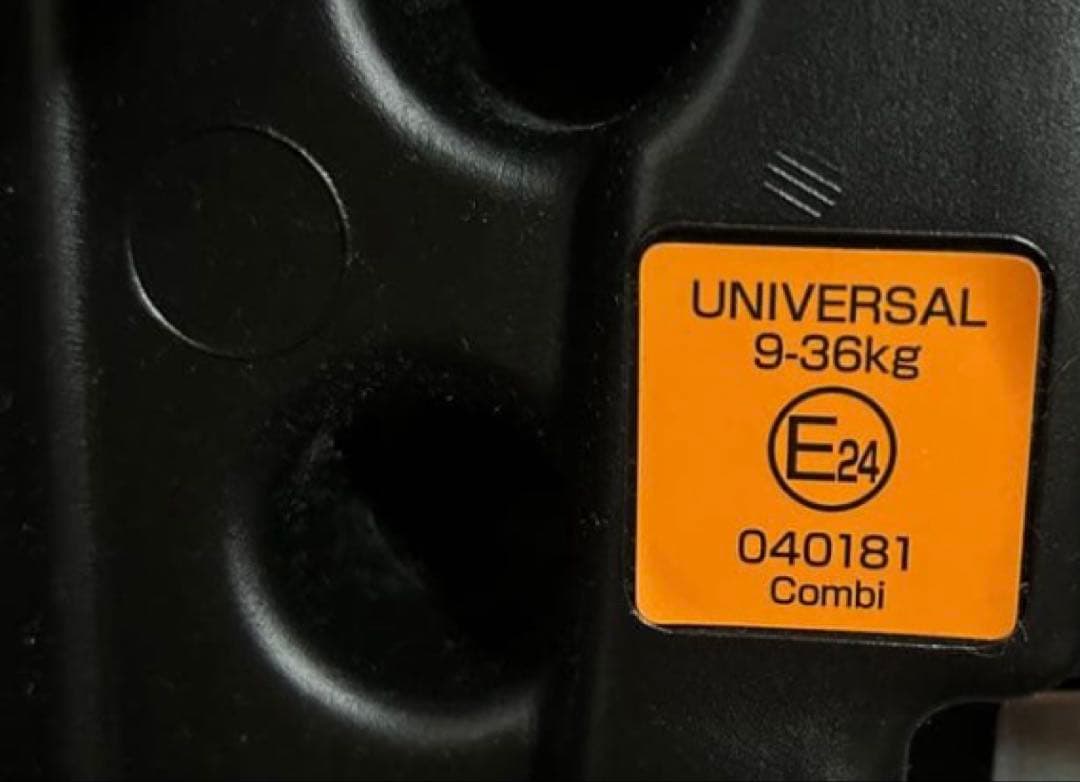 UNIVERSAL
9-36kg
E24
040181
Combi